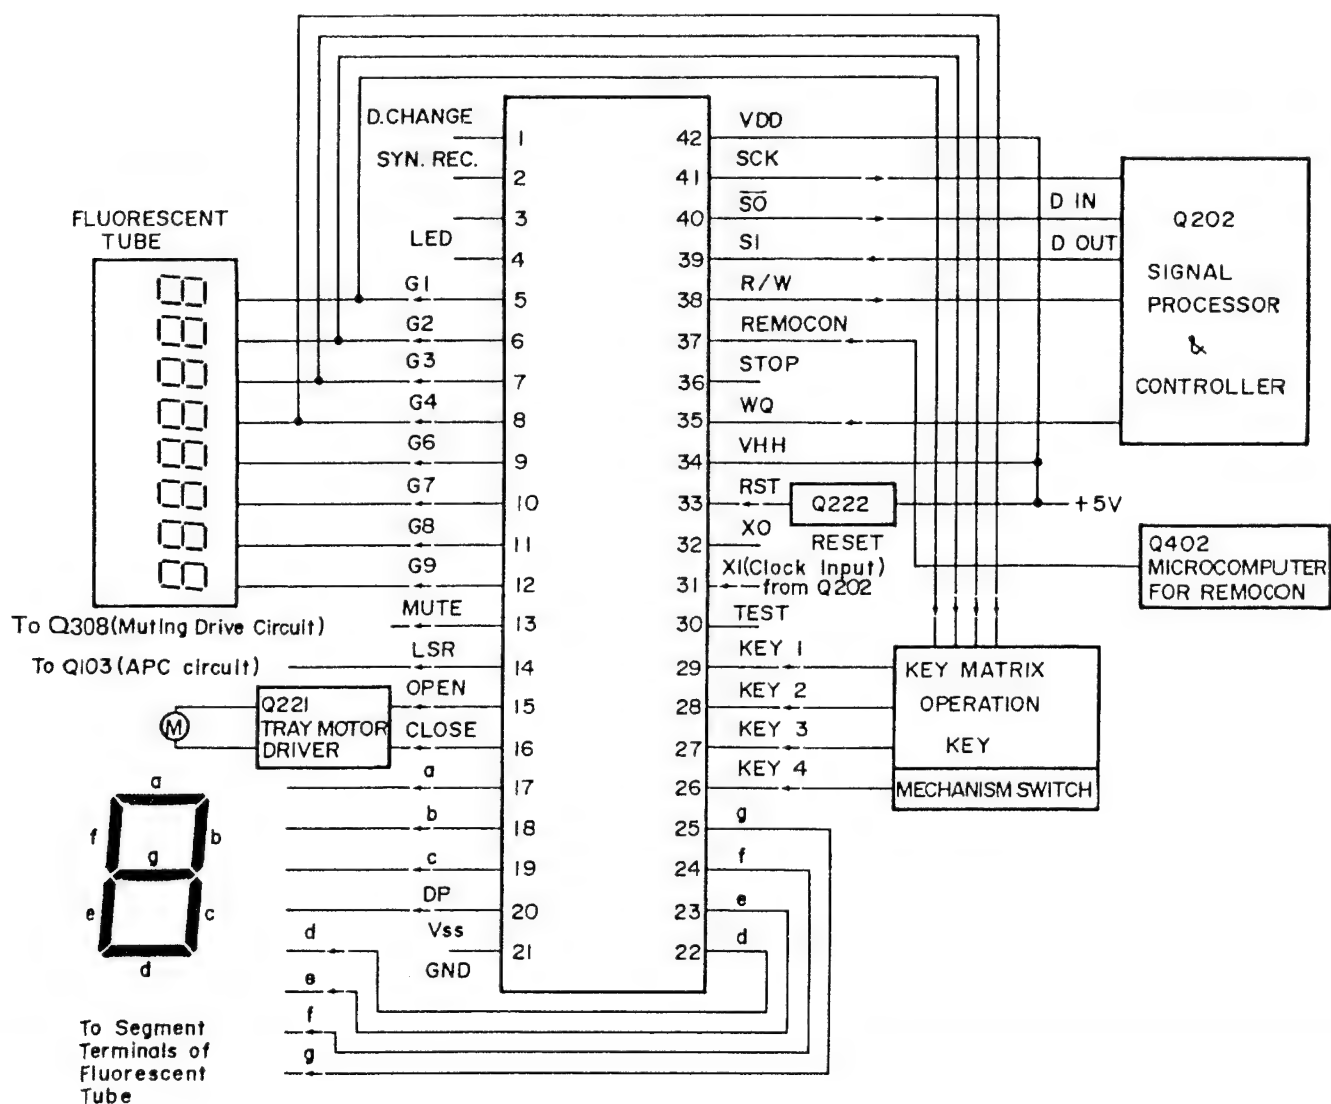 D.CHANGE
SYN. REC.
LED
FLUORESCENT
TUBE
G1
G2
G3
G4
G6
G7
G8
G9
MUTE
To Q308(Muting Drive Circuit)
LSR
To Q103(APC circuit)
OPEN
CLOSE
Q221
TRAY MOTOR
DRIVER
M
a
b
c
DP
Vss
GND
d
e
f
g
a
f
b
g
e
c
d
To Segment
Terminals of
Fluorescent
Tube
1
2
3
4
5
6
7
8
9
10
11
12
13
14
15
16
17
18
19
20
21
42
41
40
39
38
37
36
35
34
33
32
31
30
29
28
27
26
25
24
23
22
VDD
SCK
S̅O̅
SI
R/W
REMOCON
STOP
WQ
VHH
RST
XO
XI(Clock Input)
from Q202
TEST
KEY 1
KEY 2
KEY 3
KEY 4
g
f
e
d
D IN
D OUT
Q202
SIGNAL
PROCESSOR
&
CONTROLLER
Q222
RESET
+5V
Q402
MICROCOMPUTER
FOR REMOCON
KEY MATRIX
OPERATION
KEY
MECHANISM SWITCH